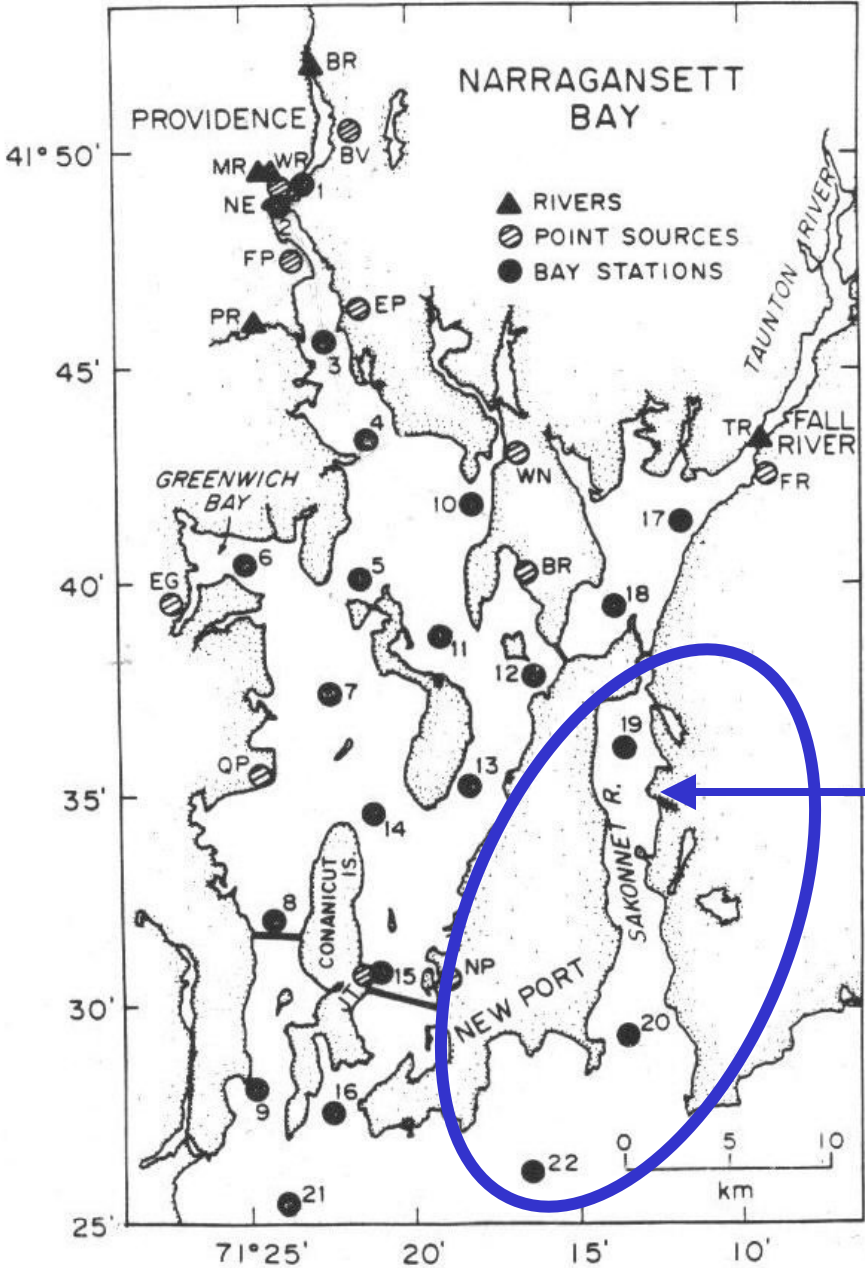 NARRAGANSETT
BAY
BR
PROVIDENCE
BV
41° 50'
MR WR
1
NE
2
RIVERS
POINT SOURCES
BAY STATIONS
FP
EP
PR
3
TAUNTON RIVER
45'
4
TR
FALL
RIVER
FR
WN
GREENWICH
BAY
10
17
6
5
EG
BR
40'
18
11
12
7
19
QP
13
35'
14
SAKONNET R.
CONANICUT IS.
8
15
NP
NEW PORT
30'
20
9
16
0 5 10
km
22
21
25'
71° 25' 20' 15' 10'